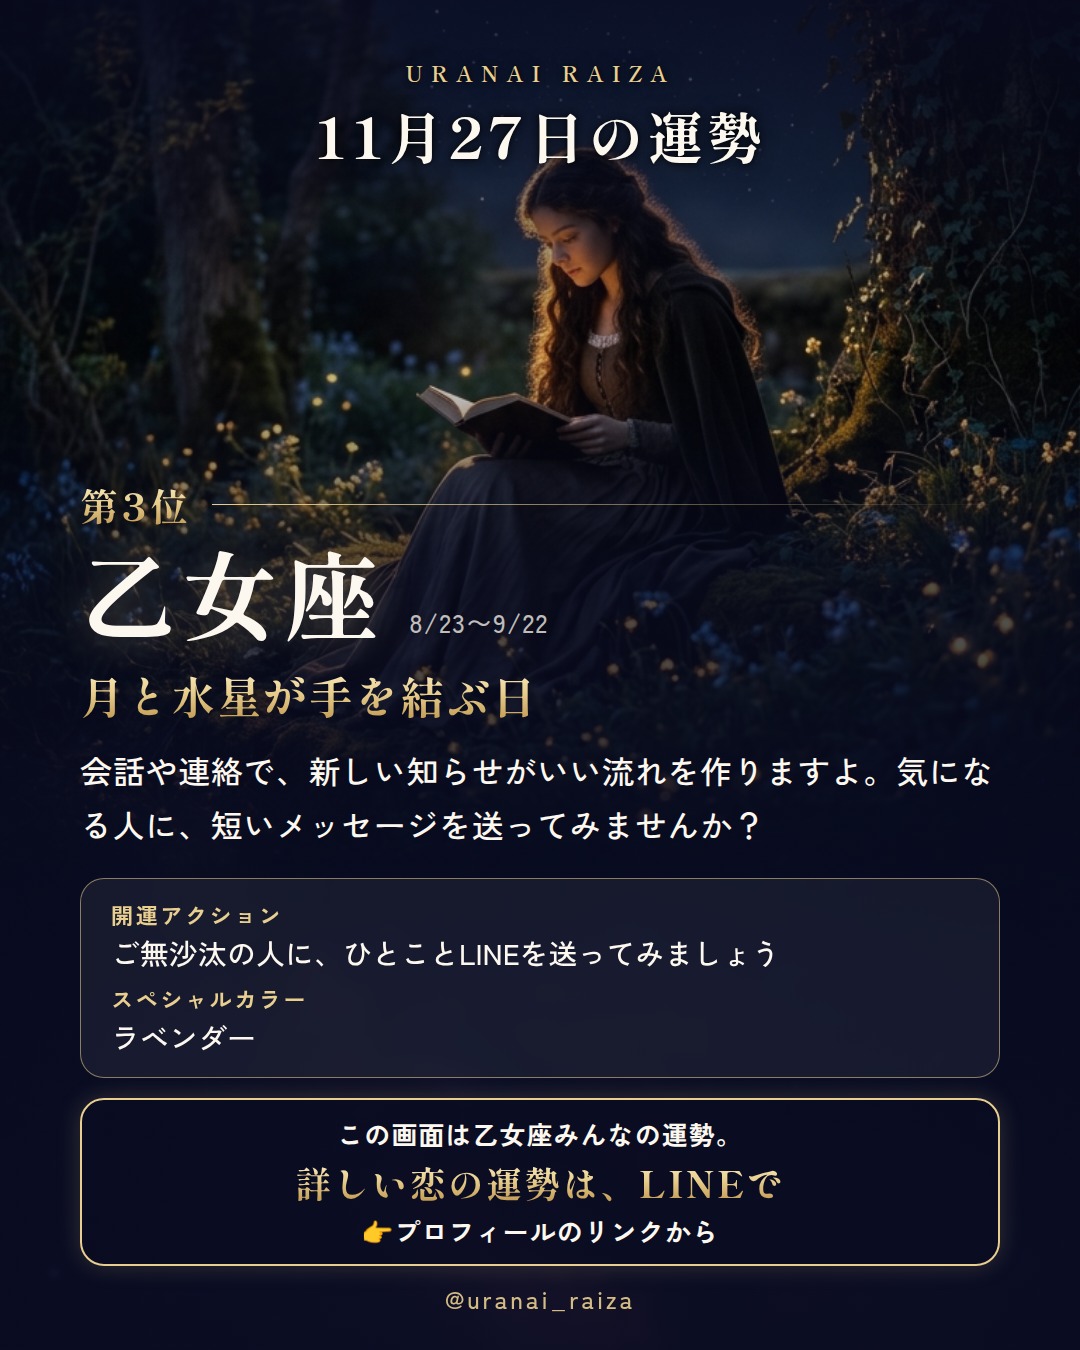 URANAI RAIZA
11月27日の運勢
第3位
乙女座 8/23〜9/22
月と水星が手を結ぶ日
会話や連絡で、新しい知らせがいい流れを作りますよ。気にな
る人に、短いメッセージを送ってみませんか？
開運アクション
ご無沙汰の人に、ひとことLINEを送ってみましょう
スペシャルカラー
ラベンダー
この画面は乙女座みんなの運勢。
詳しい恋の運勢は、LINEで
👉プロフィールのリンクから
@uranai_raiza